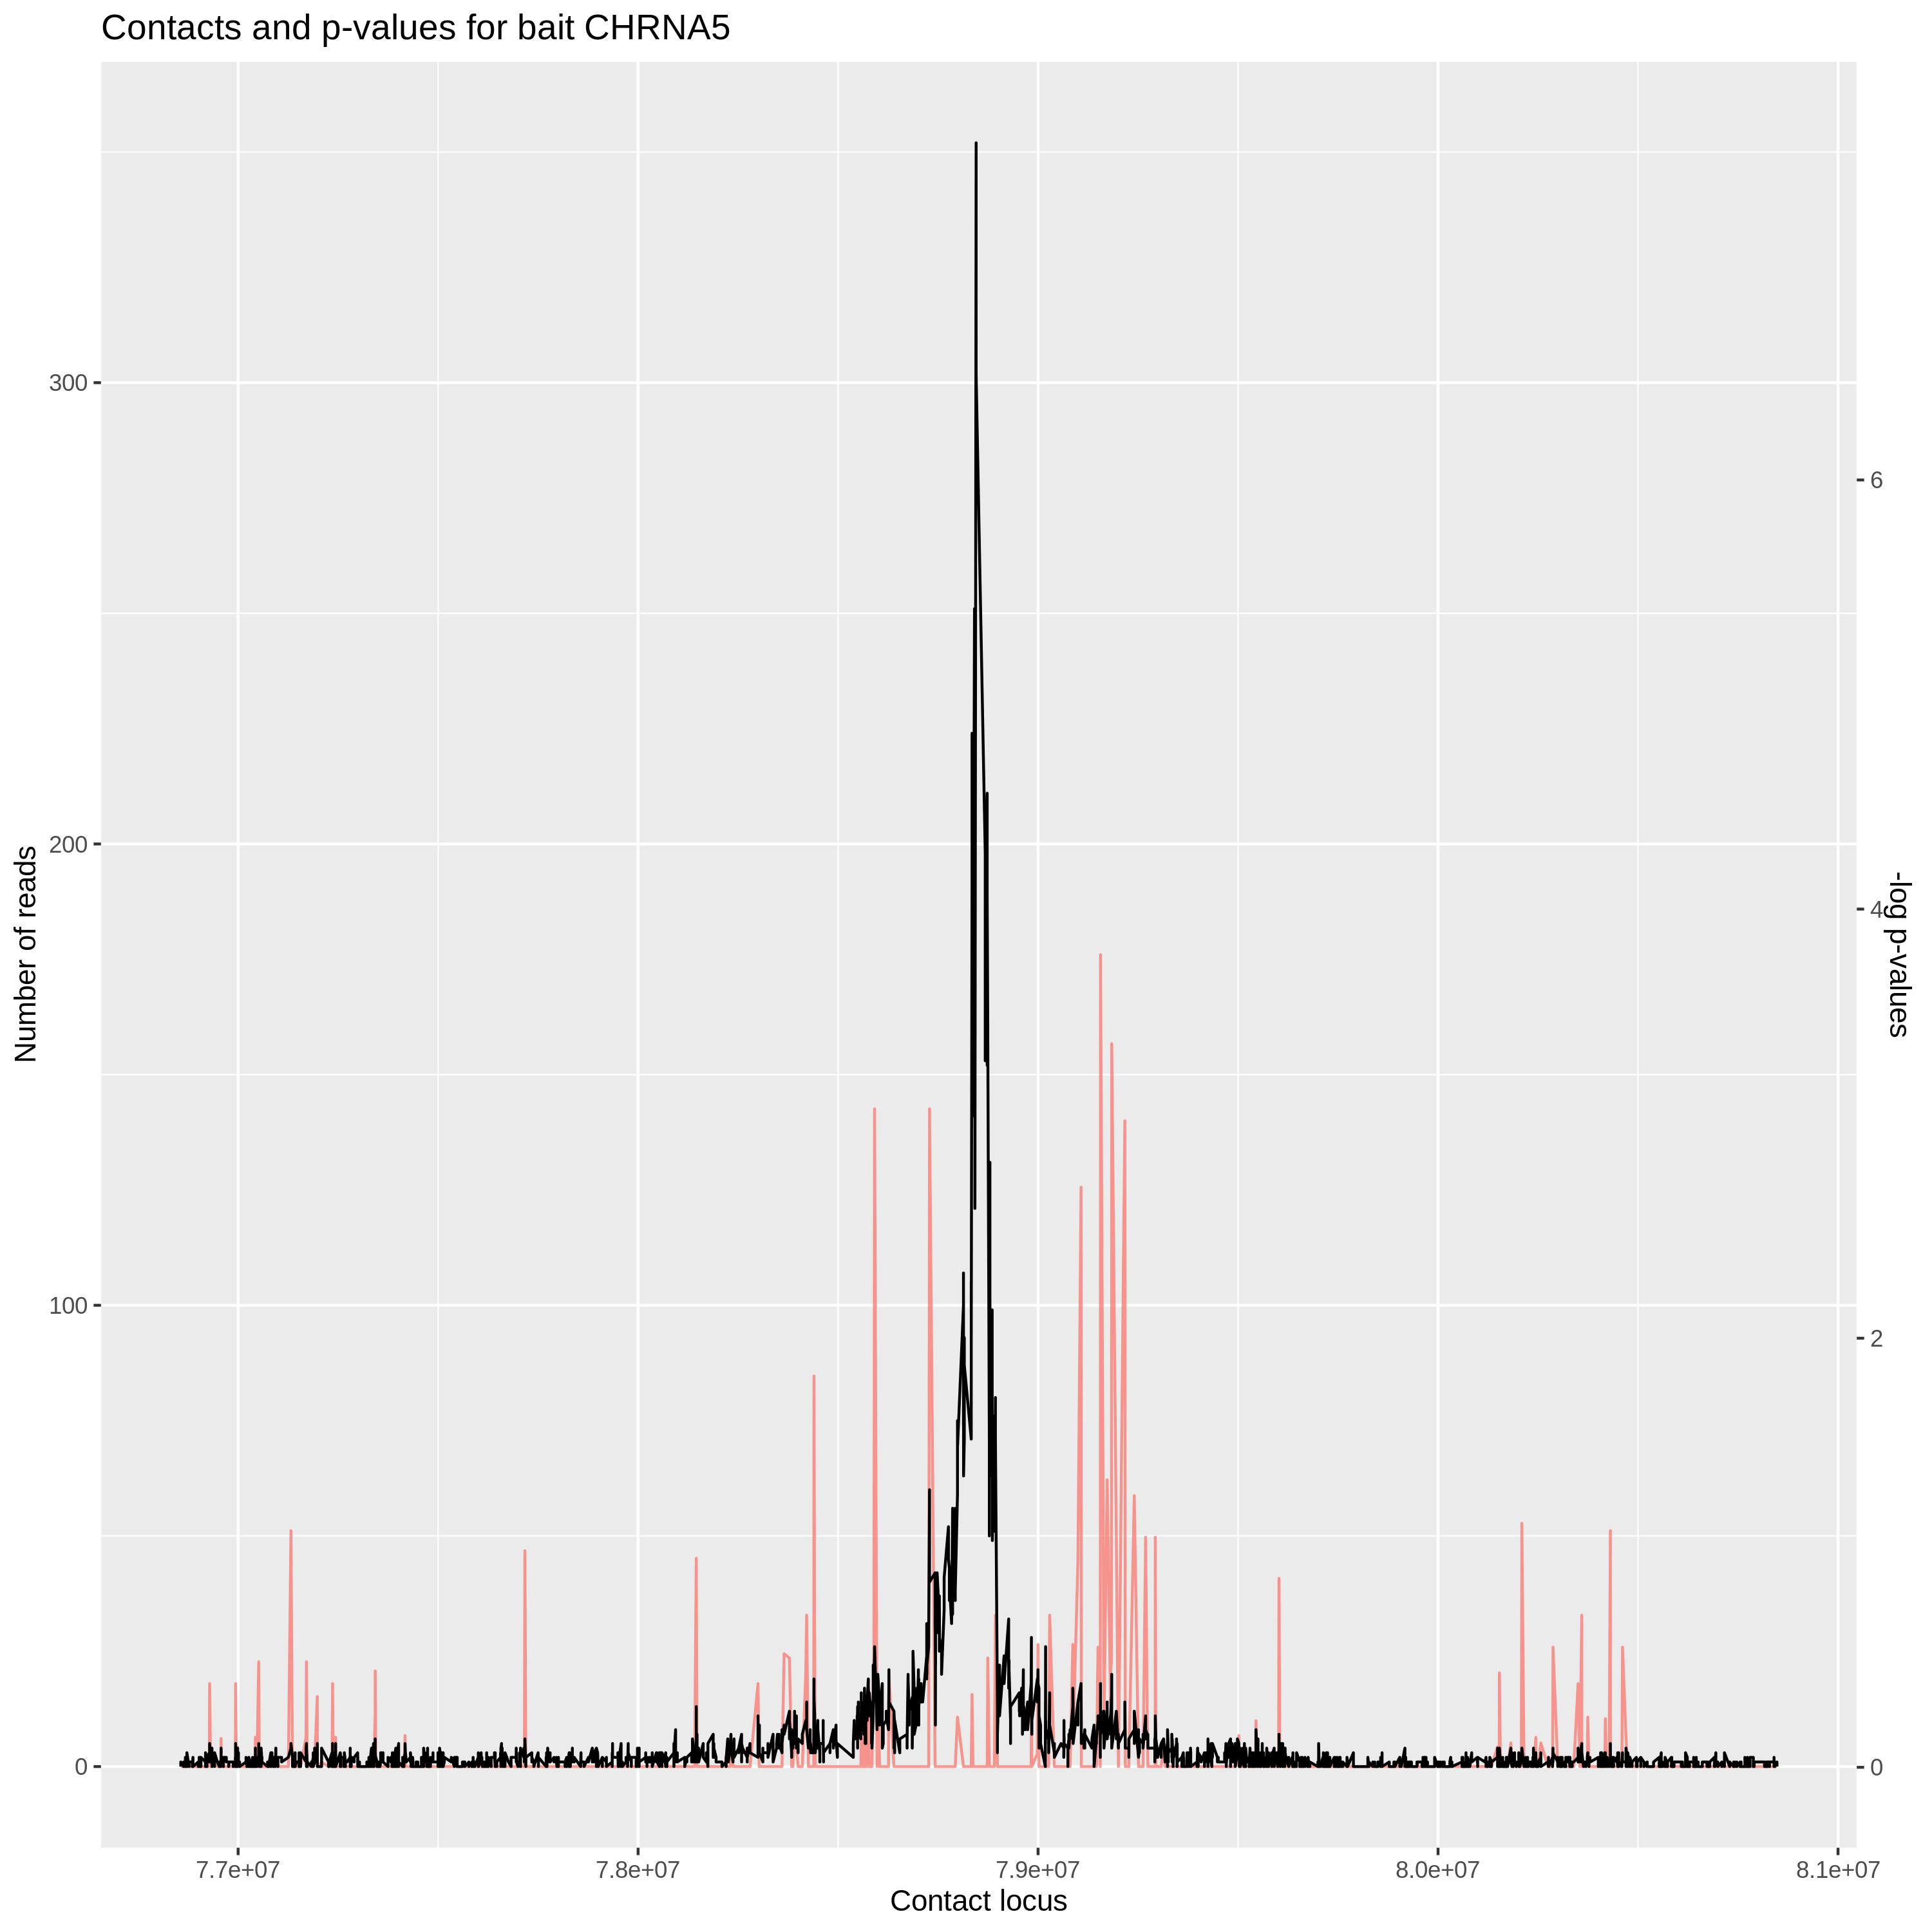 Contacts and p-values for bait CHRNA5
300
200
100
0
Number of reads
6
4
2
0
-log p-values
7.7e+07
7.8e+07
7.9e+07
8.0e+07
8.1e+07
Contact locus